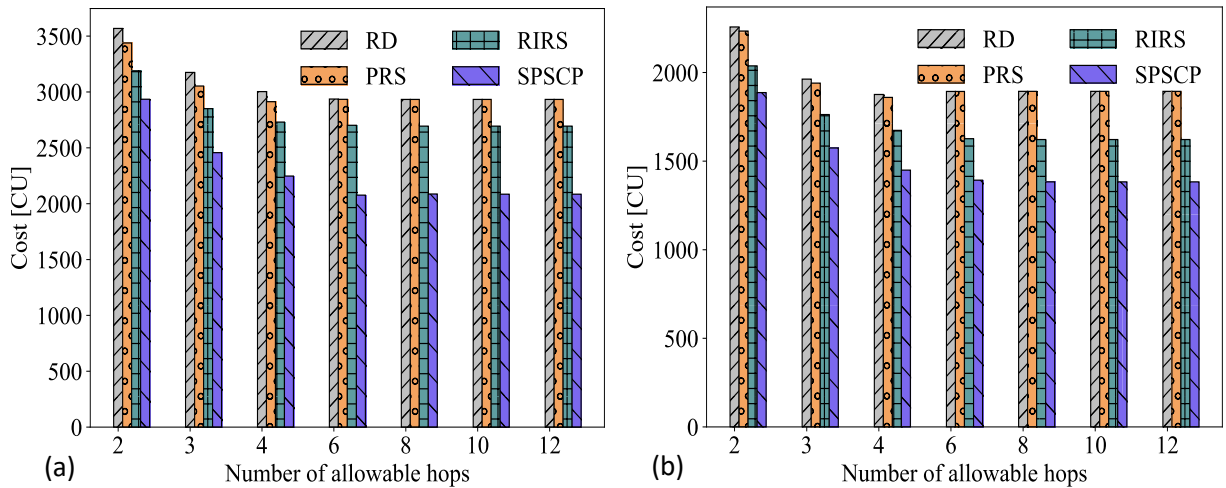 3500
3000
2500
2000
1500
1000
500
0
Cost [CU]
RD
RIRS
PRS
SPSCP
2 3 4 6 8 10 12
Number of allowable hops
(a)
2000
1500
1000
500
0
Cost [CU]
RD
RIRS
PRS
SPSCP
2 3 4 6 8 10 12
Number of allowable hops
(b)